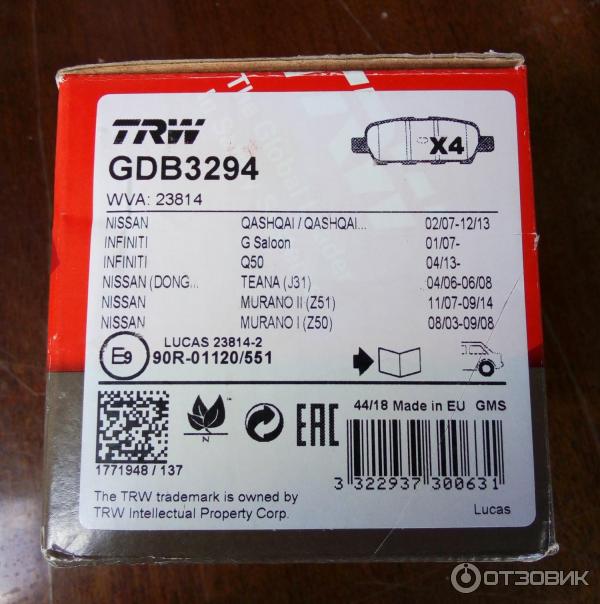 TRW
X4
GDB3294
WVA: 23814
NISSAN QASHQAI / QASHQAI... 02/07-12/13
INFINITI G Saloon 01/07-
INFINITI Q50 04/13-
NISSAN (DONG... TEANA (J31) 04/06-06/08
NISSAN MURANO II (Z51) 11/07-09/14
NISSAN MURANO I (Z50) 08/03-09/08
LUCAS 23814-2
E9 90R-01120/551
44/18 Made in EU GMS
N
EAC
1771948 / 137
3 322937 300631
The TRW trademark is owned by
TRW Intellectual Property Corp.
Lucas
ОТЗОВИК